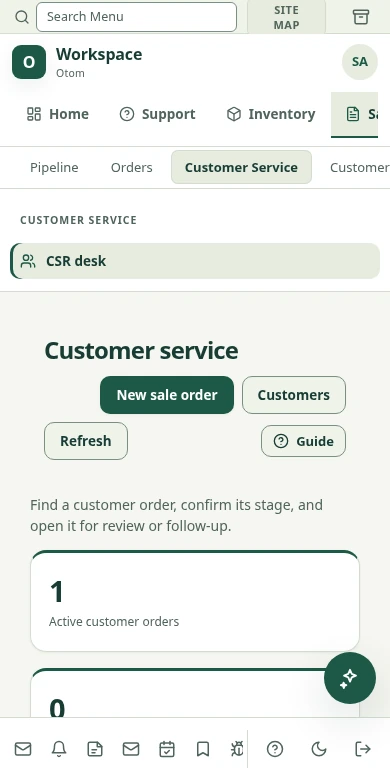 Search Menu
SITE
MAP
O
Workspace
Otom
SA
Home
Support
Inventory
Pipeline
Orders
Customer Service
Customer
CUSTOMER SERVICE
CSR desk
Customer service
New sale order
Customers
Refresh
Guide
Find a customer order, confirm its stage, and
open it for review or follow-up.
1
Active customer orders
0